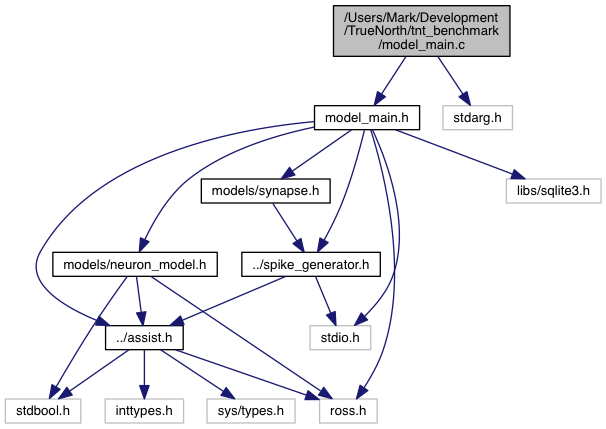 /Users/Mark/Development
/TrueNorth/tnt_benchmark
/model_main.c
model_main.h
stdarg.h
models/synapse.h
libs/sqlite3.h
models/neuron_model.h
../spike_generator.h
../assist.h
stdio.h
stdbool.h
inttypes.h
sys/types.h
ross.h